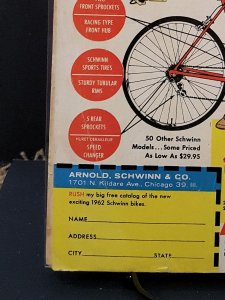 FRONT SPROCKETS
RACING TYPE
FRONT HUB
SCHWINN
SPORTS TIRES
STURDY TUBULAR
RIMS
5 REAR
SPROCKETS
HURET DERAILLEUR
SPEED
CHANGER
50 Other Schwinn
Models...Some Priced
As Low As $29.95
ARNOLD, SCHWINN & CO.
1701 N. Kildare Ave., Chicago 39, Ill.
RUSH my big free catalog of the new
exciting 1962 Schwinn bikes.
NAME
ADDRESS
CITY STATE